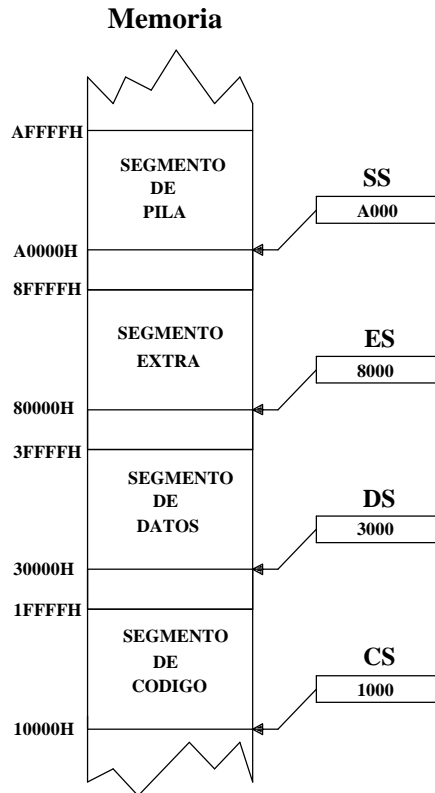 Memoria
AFFFFH
SEGMENTO
DE
PILA
SS
A000
A0000H
8FFFFH
SEGMENTO
EXTRA
ES
8000
80000H
3FFFFH
SEGMENTO
DE
DATOS
DS
3000
30000H
1FFFFH
SEGMENTO
DE
CODIGO
CS
1000
10000H